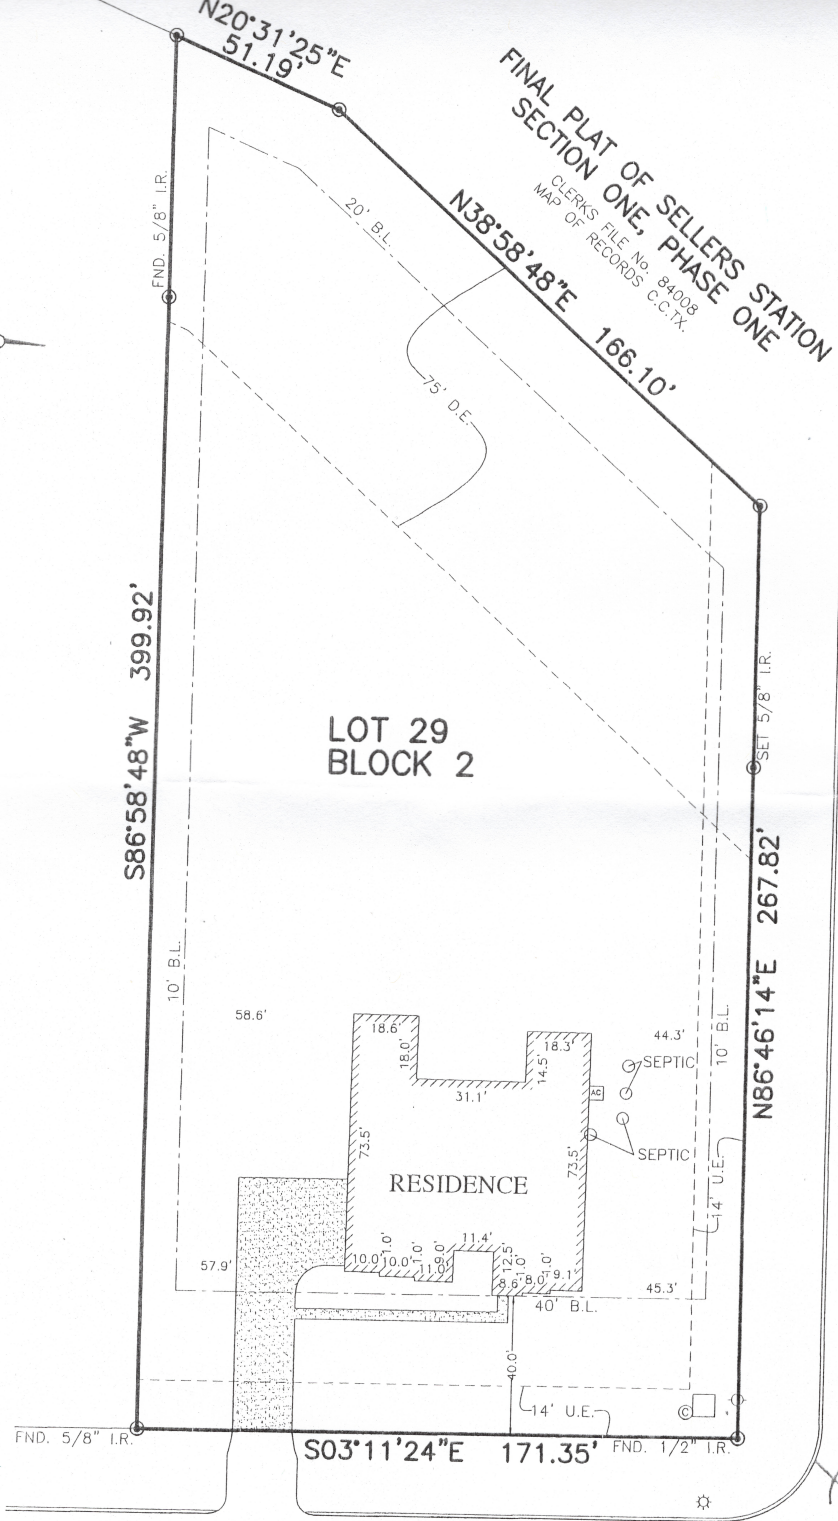 N20°31'25"E
51.19'
FINAL PLAT OF SELLERS STATION
SECTION ONE, PHASE ONE
CLERKS FILE No. 84008
MAP OF RECORDS C.C.TX.
FND. 5/8" I.R.
20' B.L.
N38°58'48"E 166.10'
75' D.E.
S86°58'48"W 399.92'
SET 5/8" I.R.
LOT 29
BLOCK 2
N86°46'14"E 267.82'
10' B.L.
10' B.L.
58.6'
18.6'
18.0'
31.1'
14.5'
18.3'
44.3'
SEPTIC
AC
SEPTIC
73.5'
73.5'
RESIDENCE
14' U.E.
57.9'
10.0'
1.0'
10.0'
1.0'
11.0'
9.0'
11.4'
12.5'
8.6'
1.0'
8.0'
1.0'
9.1'
45.3'
40' B.L.
40.0'
14' U.E.
C
FND. 5/8" I.R.
S03°11'24"E 171.35'
FND. 1/2" I.R.